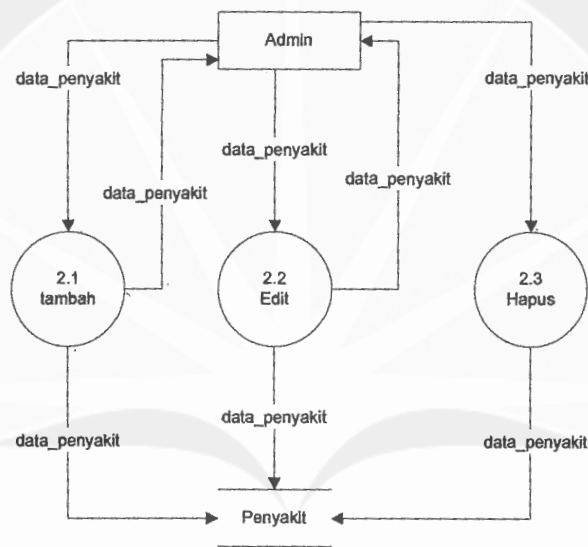 Admin
data_penyakit
data_penyakit
data_penyakit
data_penyakit
data_penyakit
2.1
tambah
2.2
Edit
2.3
Hapus
data_penyakit
data_penyakit
data_penyakit
Penyakit